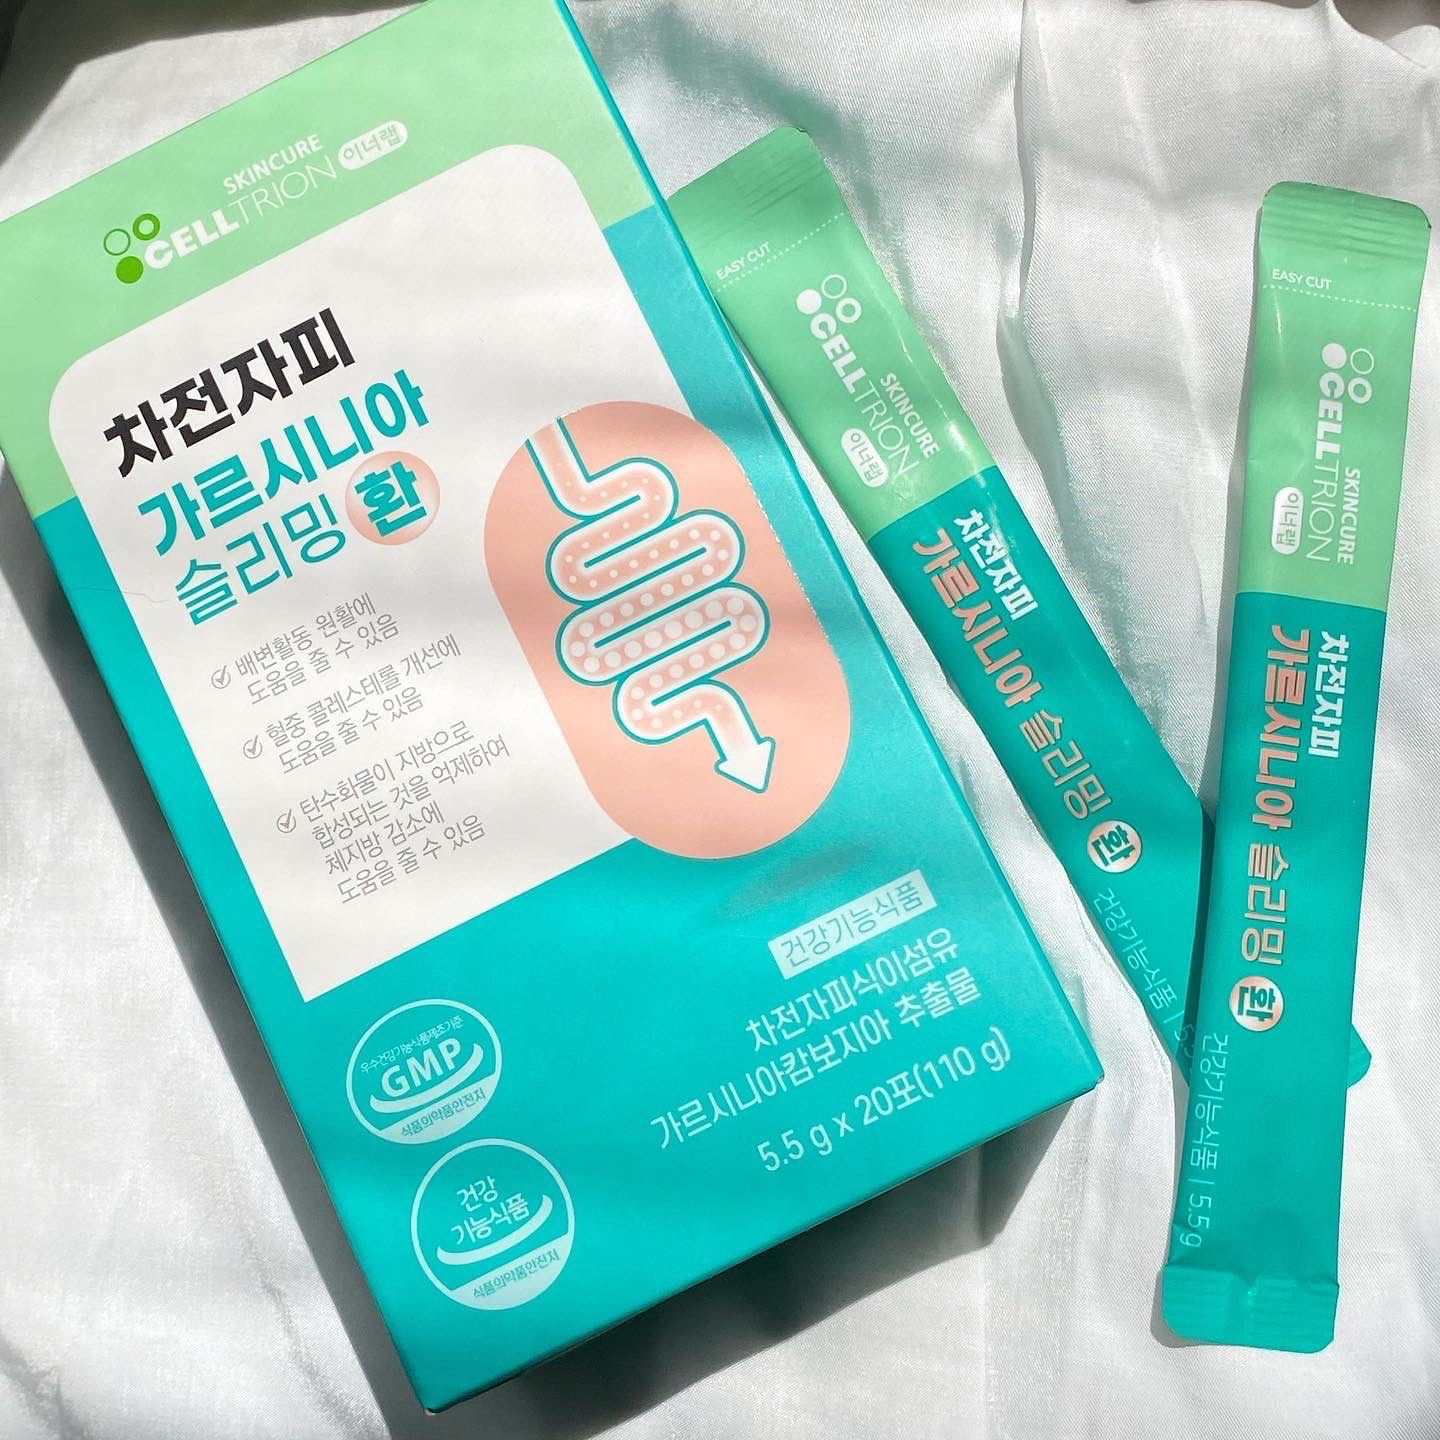 SKINCURE
CELLTRION 이너랩
차전자피
가르시니아
슬리밍 환
배변활동 원활에
도움을 줄 수 있음
혈중 콜레스테롤 개선에
도움을 줄 수 있음
탄수화물이 지방으로
합성되는 것을 억제하여
체지방 감소에
도움을 줄 수 있음
건강기능식품
차전자피식이섬유
가르시니아캄보지아 추출물
5.5 g x 20포(110 g)
우수건강기능식품제조기준
GMP
식품의약품안전처
건강
기능식품
식품의약품안전처
EASY CUT
SKINCURE
CELLTRION 이너랩
차전자피
가르시니아 슬리밍 환
건강기능식품 | 5.5
EASY CUT
SKINCURE
CELLTRION 이너랩
차전자피
가르시니아 슬리밍 환
건강기능식품 | 5.5g